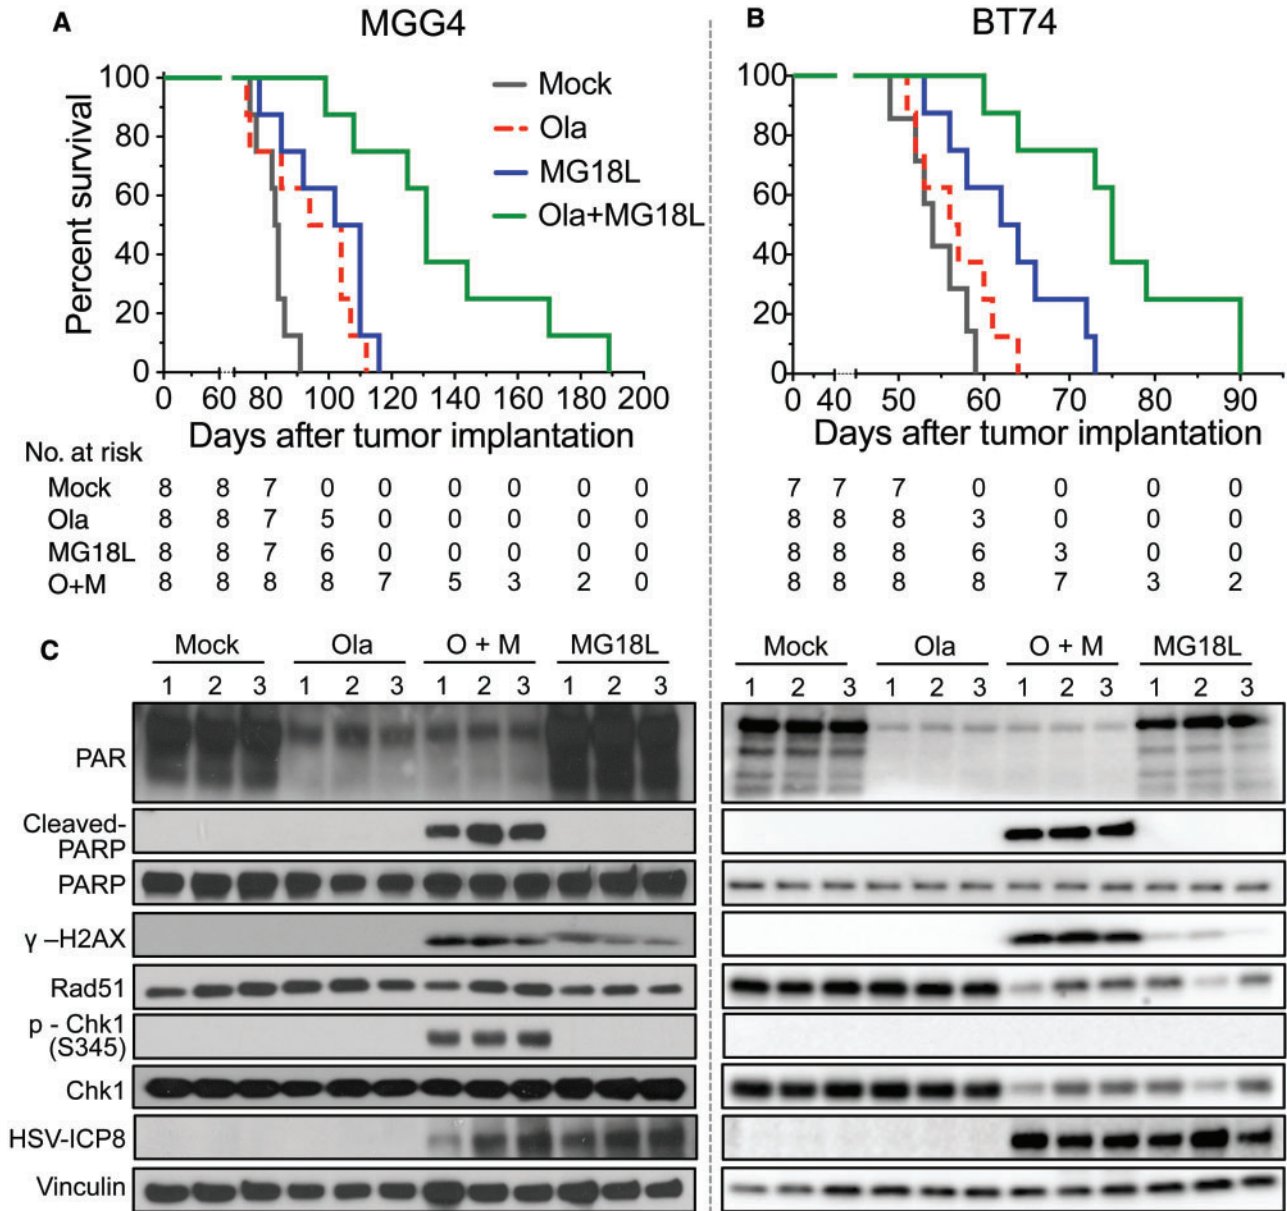 A MGG4
Percent survival
100
80
60
40
20
0
Mock
Ola
MG18L
Ola+MG18L
0 60 80 100 120 140 160 180 200
Days after tumor implantation
No. at risk
Mock 8 8 7 0 0 0 0 0 0
Ola 8 8 7 5 0 0 0 0 0
MG18L 8 8 7 6 0 0 0 0 0
O+M 8 8 8 8 7 5 3 2 0
B BT74
100
80
60
40
20
0
0 40 50 60 70 80 90
Days after tumor implantation
7 7 7 0 0 0 0
8 8 8 3 0 0 0
8 8 8 6 3 0 0
8 8 8 8 7 3 2
C Mock Ola O + M MG18L
1 2 3 1 2 3 1 2 3 1 2 3
PAR
Cleaved-
PARP
PARP
γ –H2AX
Rad51
p - Chk1
(S345)
Chk1
HSV-ICP8
Vinculin
Mock Ola O + M MG18L
1 2 3 1 2 3 1 2 3 1 2 3